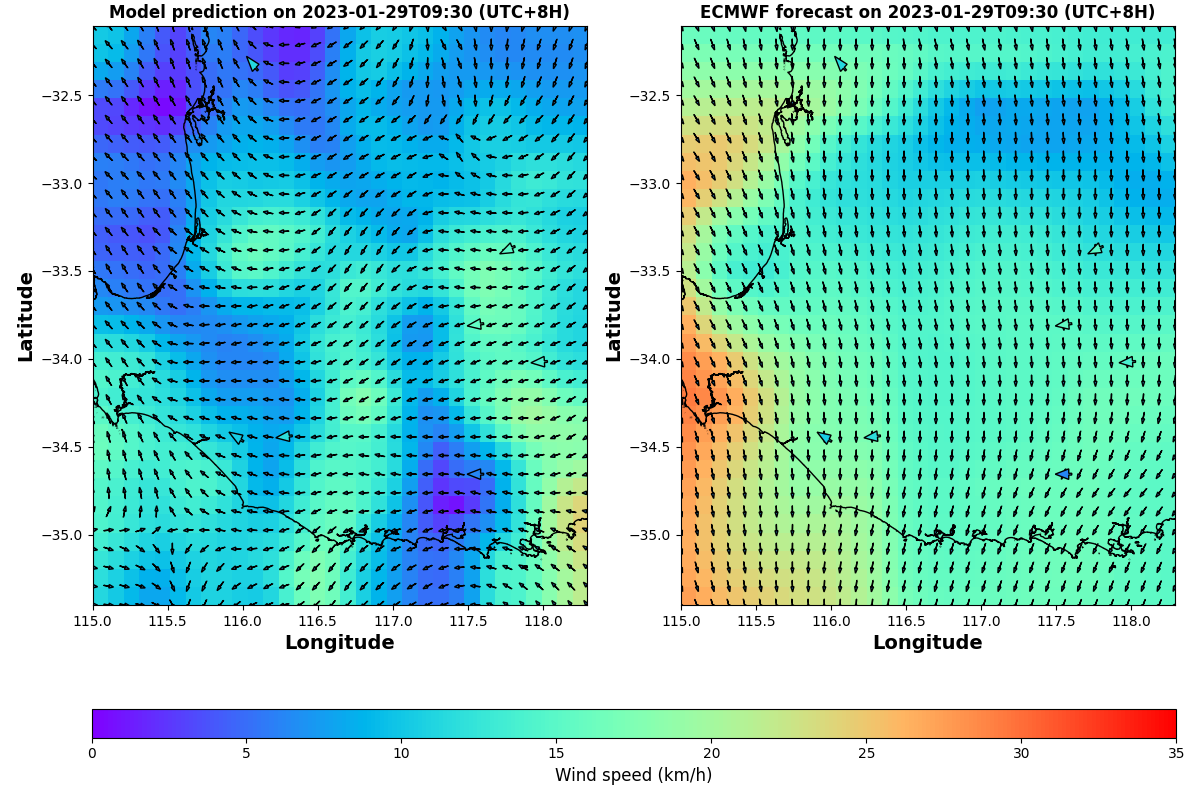 Model prediction on 2023-01-29T09:30 (UTC+8H)
ECMWF forecast on 2023-01-29T09:30 (UTC+8H)
Latitude
−32.5
−33.0
−33.5
−34.0
−34.5
−35.0
115.0 115.5 116.0 116.5 117.0 117.5 118.0
Longitude
Latitude
−32.5
−33.0
−33.5
−34.0
−34.5
−35.0
115.0 115.5 116.0 116.5 117.0 117.5 118.0
Longitude
0 5 10 15 20 25 30 35
Wind speed (km/h)